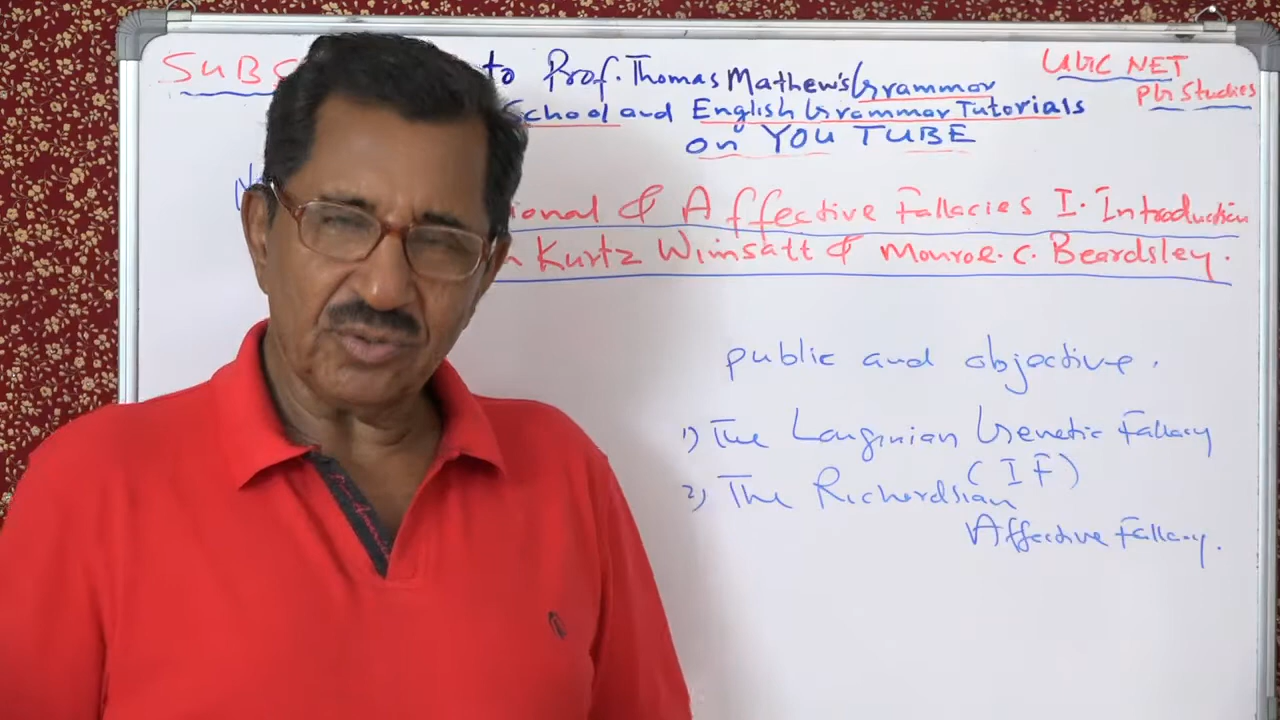 SUBS to Prof. Thomas Mathew's Grammar
School and English Grammar Tutorials
on YOU TUBE
UGC NET
PG Studies
ional & Affective Fallacies I. Introduction
Kurtz Wimsatt & Monroe. C. Beardsley.
public and objective.
1) The Longinian Genetic Fallacy
(IF)
2) The Richardsian
Affective Fallacy.